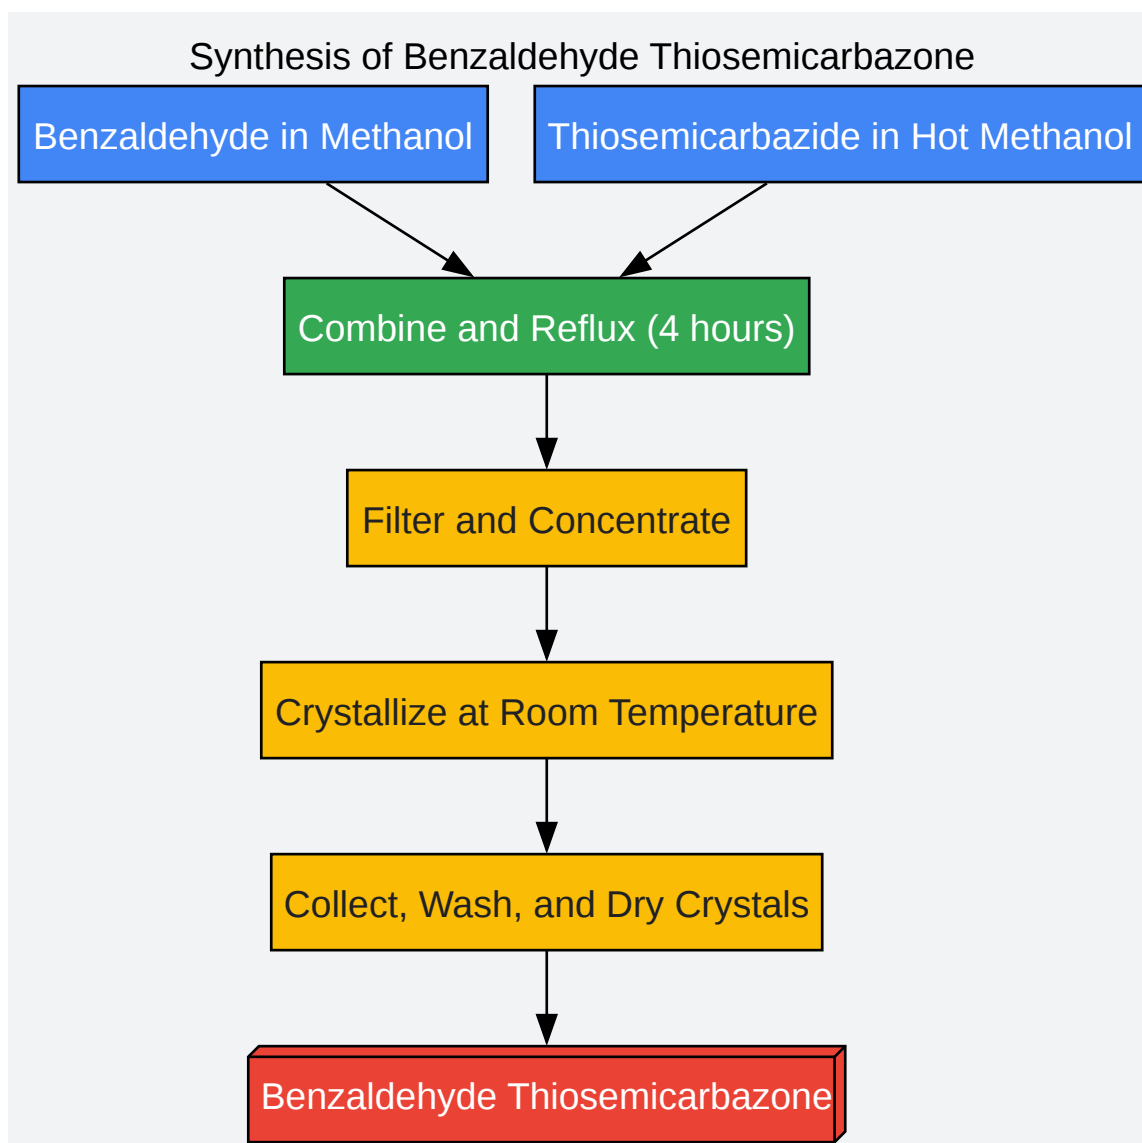 Synthesis of Benzaldehyde Thiosemicarbazone
Benzaldehyde in Methanol
Thiosemicarbazide in Hot Methanol
Combine and Reflux (4 hours)
Filter and Concentrate
Crystallize at Room Temperature
Collect, Wash, and Dry Crystals
Benzaldehyde Thiosemicarbazone